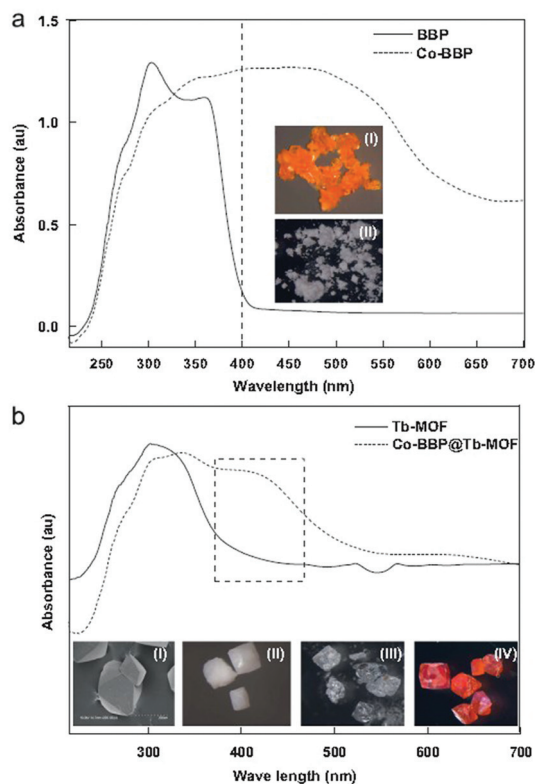 a
1.5
1.0
0.5
0.0
Absorbance (au)
BBP
Co-BBP
(I)
(II)
250 300 350 400 450 500 550 600 650 700
Wavelength (nm)
b
Absorbance (au)
Tb-MOF
Co-BBP@Tb-MOF
(I)
(II)
(III)
(IV)
300 400 500 600 700
Wave length (nm)